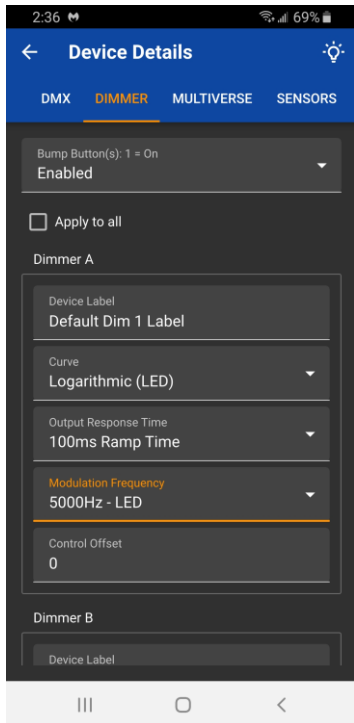 2:36 69%
Device Details
DMX DIMMER MULTIVERSE SENSORS
Bump Button(s): 1 = On
Enabled
Apply to all
Dimmer A
Device Label
Default Dim 1 Label
Curve
Logarithmic (LED)
Output Response Time
100ms Ramp Time
Modulation Frequency
5000Hz - LED
Control Offset
0
Dimmer B
Device Label